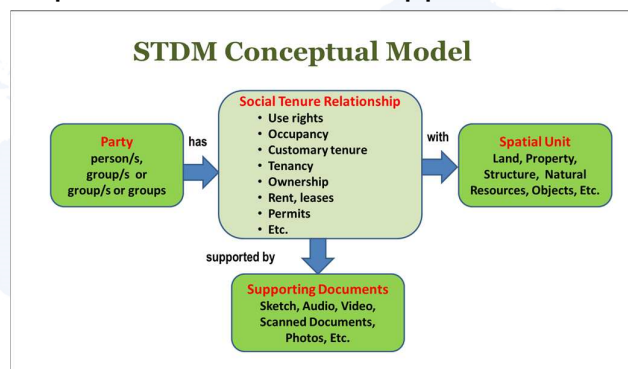 STDM Conceptual Model
Party
person/s,
group/s or
group/s or groups
has
Social Tenure Relationship
• Use rights
• Occupancy
• Customary tenure
• Tenancy
• Ownership
• Rent, leases
• Permits
• Etc.
with
Spatial Unit
Land, Property,
Structure, Natural
Resources, Objects, Etc.
supported by
Supporting Documents
Sketch, Audio, Video,
Scanned Documents,
Photos, Etc.